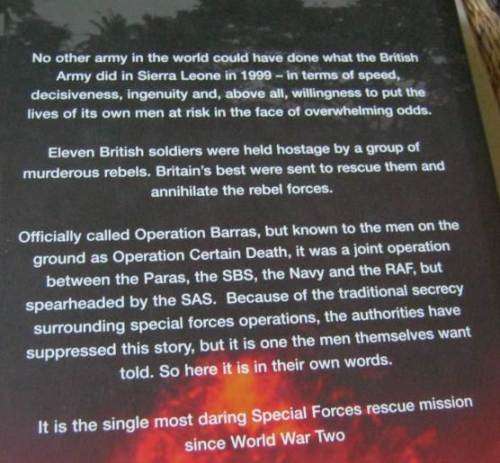 No other army in the world could have done what the British
Army did in Sierra Leone in 1999 – in terms of speed,
decisiveness, ingenuity and, above all, willingness to put the
lives of its own men at risk in the face of overwhelming odds.
Eleven British soldiers were held hostage by a group of
murderous rebels. Britain's best were sent to rescue them and
annihilate the rebel forces.
Officially called Operation Barras, but known to the men on the
ground as Operation Certain Death, it was a joint operation
between the Paras, the SBS, the Navy and the RAF, but
spearheaded by the SAS. Because of the traditional secrecy
surrounding special forces operations, the authorities have
suppressed this story, but it is one the men themselves want
told. So here it is in their own words.
It is the single most daring Special Forces rescue mission
since World War Two